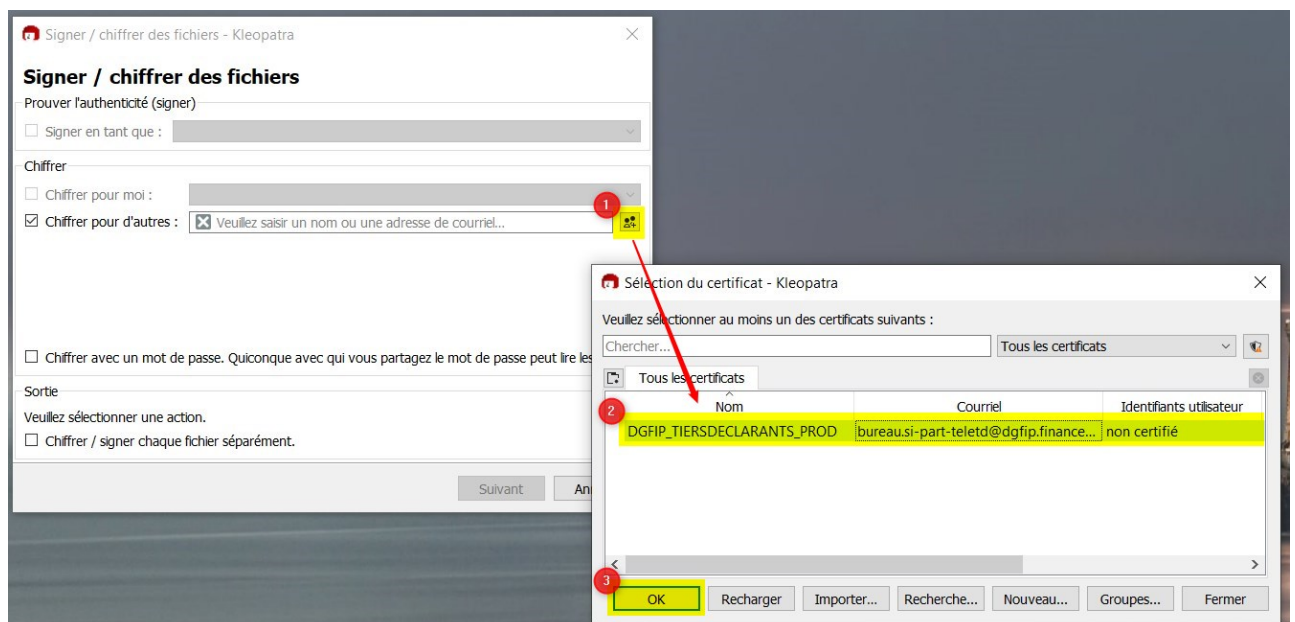 Signer / chiffrer des fichiers - Kleopatra
Signer / chiffrer des fichiers
Prouver l'authenticité (signer)
Signer en tant que :
Chiffrer
Chiffrer pour moi :
1
Chiffrer pour d'autres : Veuillez saisir un nom ou une adresse de courriel...
Chiffrer avec un mot de passe. Quiconque avec qui vous partagez le mot de passe peut lire les
Sortie
Veuillez sélectionner une action.
Chiffrer / signer chaque fichier séparément.
Suivant
Sélection du certificat - Kleopatra
Veuillez sélectionner au moins un des certificats suivants :
Chercher... Tous les certificats
Tous les certificats
2
Nom Courriel Identifiants utilisateur
DGFIP_TIERSDECLARANTS_PROD bureau.si-part-teletd@dgfip.finance... non certifié
3
OK Recharger Importer... Recherche... Nouveau... Groupes... Fermer